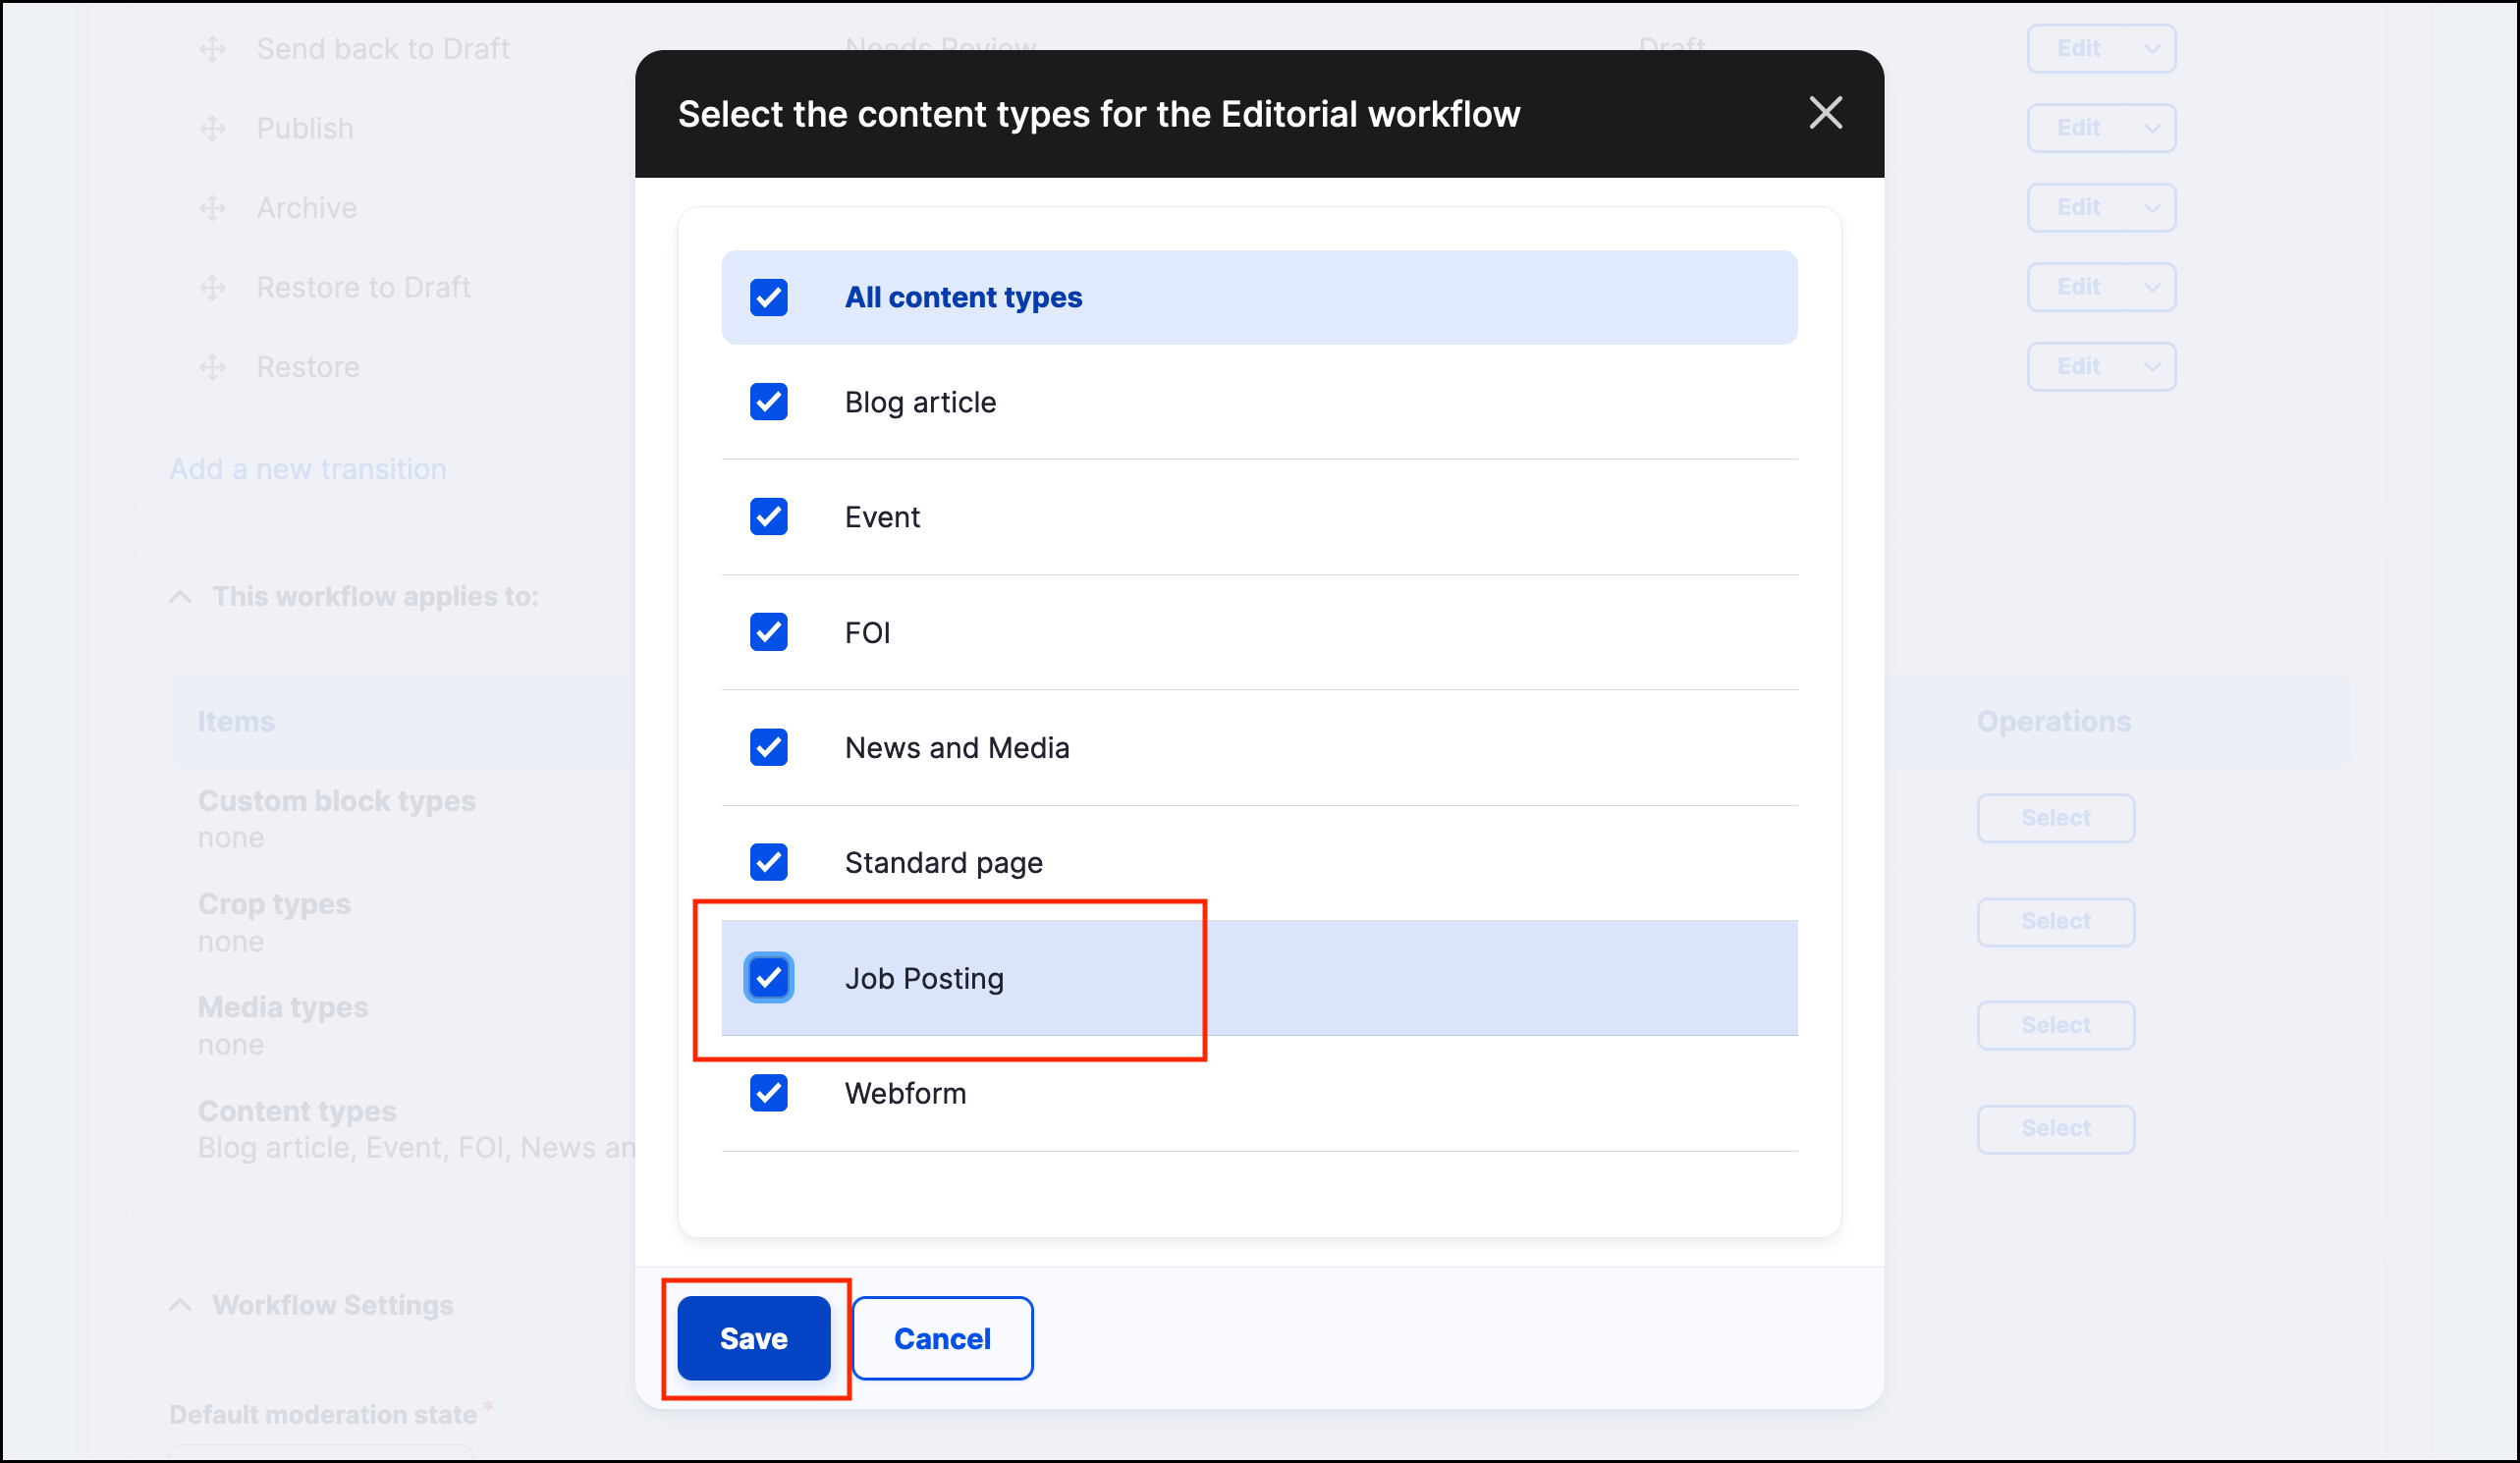 Send back to Draft Needs Review Draft Edit
Select the content types for the Editorial workflow
Publish Edit
Archive Edit
Restore to Draft Edit
Restore Edit
Add a new transition
All content types
Blog article
Event
FOI
News and Media
Standard page
Job Posting
Webform
This workflow applies to:
Items Operations
Custom block types
none Select
Crop types
none Select
Media types
none Select
Content types
Blog article, Event, FOI, News an Select
Workflow Settings
Save Cancel
Default moderation state *